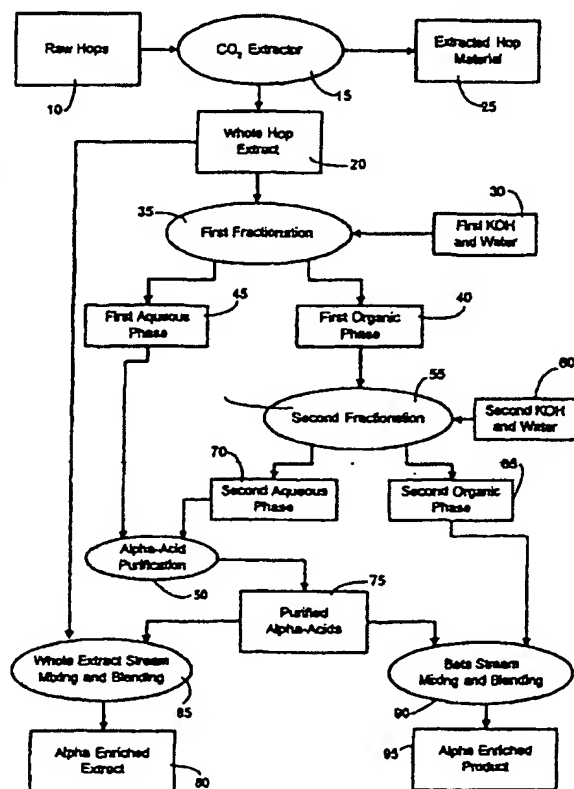 Raw Hops
CO2 Extractor
Extracted Hop
Material
10
15
25
Whole Hop
Extract
20
30
35
First Fractionation
First KOH
and Water
45
40
First Aqueous
Phase
First Organic
Phase
55
60
Second Fractionation
Second KOH
and Water
70
65
Second Aqueous
Phase
Second Organic
Phase
Alpha-Acid
Purification
50
75
Purified
Alpha-Acids
Whole Extract Stream
Mixing and Blending
Beta Stream
Mixing and Blending
85
90
95
Alpha Enriched
Extract
Alpha Enriched
Product
80